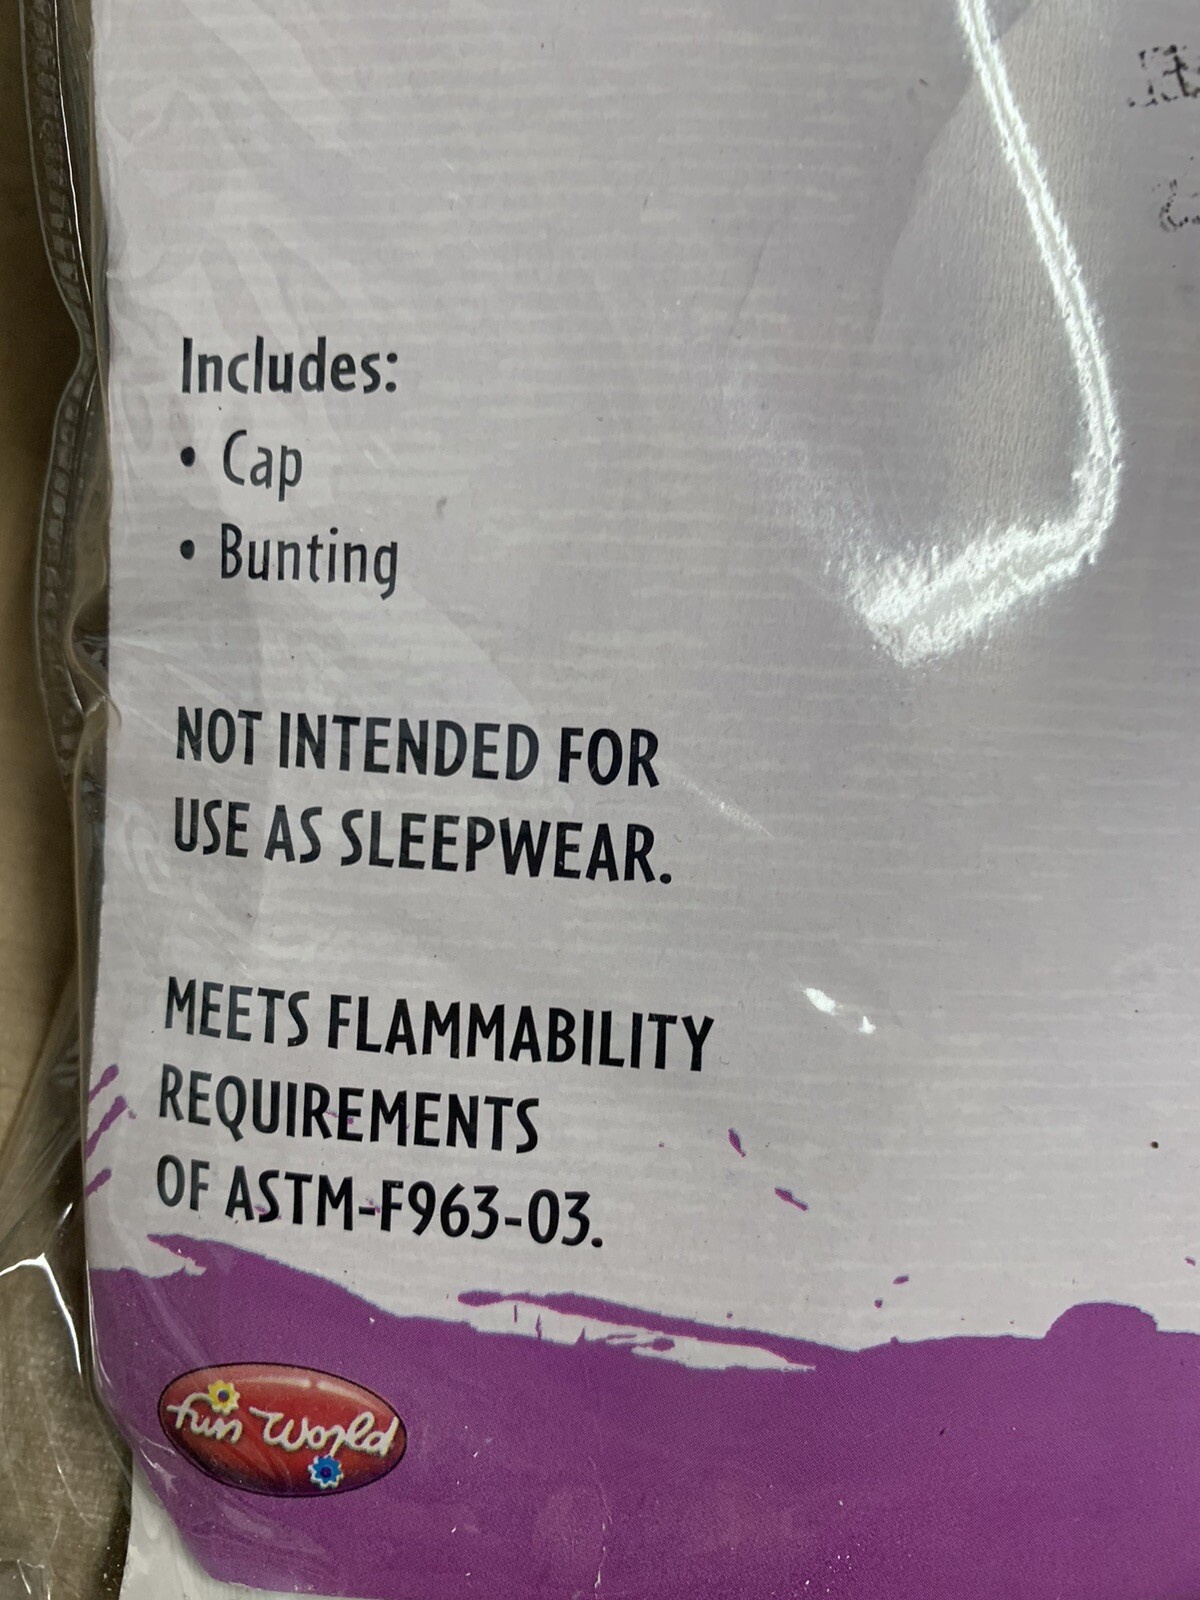 Includes:
• Cap
• Bunting
NOT INTENDED FOR
USE AS SLEEPWEAR.
MEETS FLAMMABILITY
REQUIREMENTS
OF ASTM-F963-03.
fun world